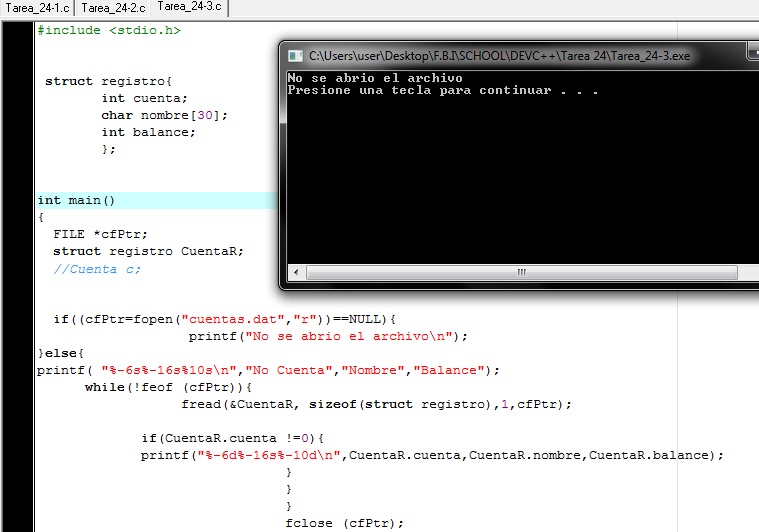 Tarea_24-1.c Tarea_24-2.c Tarea_24-3.c
#include <stdio.h>
C:\Users\user\Desktop\F.B.I\SCHOOL\DEVC++\Tarea 24\Tarea_24-3.exe
No se abrio el archivo
Presione una tecla para continuar . . .
struct registro{
int cuenta;
char nombre[30];
int balance;
};
int main()
{
FILE *cfPtr;
struct registro CuentaR;
//Cuenta c;
if((cfPtr=fopen("cuentas.dat","r"))==NULL){
printf("No se abrio el archivo\n");
}else{
printf( "%-6s%-16s%10s\n","No Cuenta","Nombre","Balance");
while(!feof (cfPtr)){
fread(&CuentaR, sizeof(struct registro),1,cfPtr);
if(CuentaR.cuenta !=0){
printf("%-6d%-16s%-10d\n",CuentaR.cuenta,CuentaR.nombre,CuentaR.balance);
}
}
}
fclose (cfPtr);